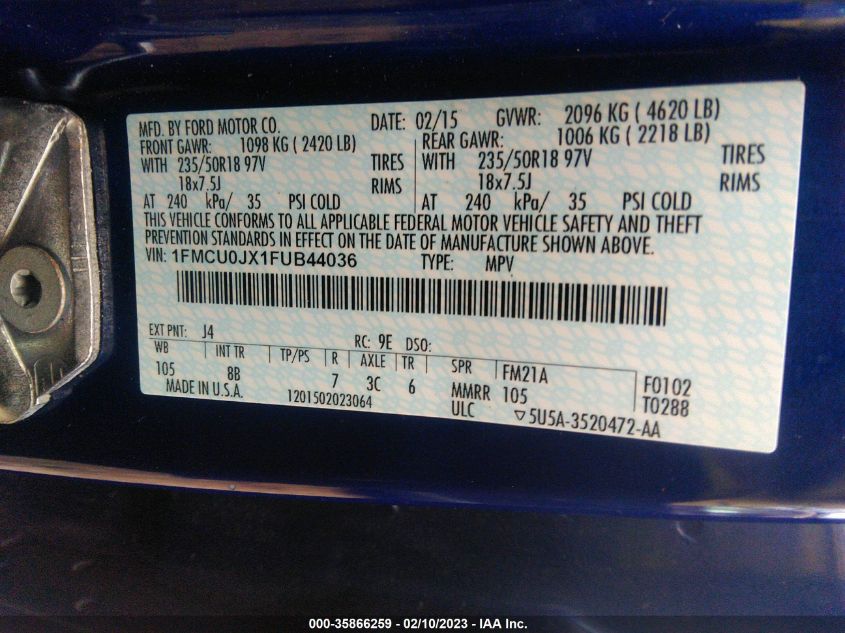 MFD. BY FORD MOTOR CO. DATE: 02/15 GVWR: 2096 KG ( 4620 LB)
FRONT GAWR: 1098 KG ( 2420 LB) REAR GAWR: 1006 KG ( 2218 LB)
WITH 235/50R18 97V TIRES WITH 235/50R18 97V TIRES
18x7.5J RIMS 18x7.5J RIMS
AT 240 kPa/ 35 PSI COLD AT 240 kPa/ 35 PSI COLD
THIS VEHICLE CONFORMS TO ALL APPLICABLE FEDERAL MOTOR VEHICLE SAFETY AND THEFT
PREVENTION STANDARDS IN EFFECT ON THE DATE OF MANUFACTURE SHOWN ABOVE.
VIN: 1FMCU0JX1FUB44036 TYPE: MPV
EXT PNT: J4 RC: 9E DSO:
WB INT TR TP/PS R AXLE TR SPR FM21A F0102
105 8B 7 3C 6 MMRR 105 T0288
MADE IN U.S.A. 1201502023064 ULC ▽5U5A-3520472-AA
000-35866259 - 02/10/2023 - IAA Inc.